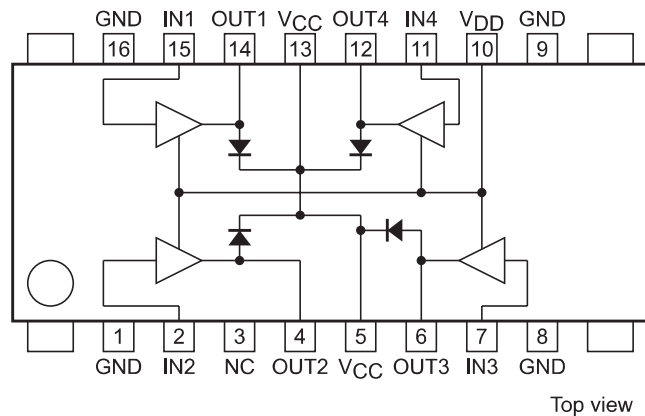 GND IN1 OUT1 VCC OUT4 IN4 VDD GND
16 15 14 13 12 11 10 9
1 2 3 4 5 6 7 8
GND IN2 NC OUT2 VCC OUT3 IN3 GND
Top view